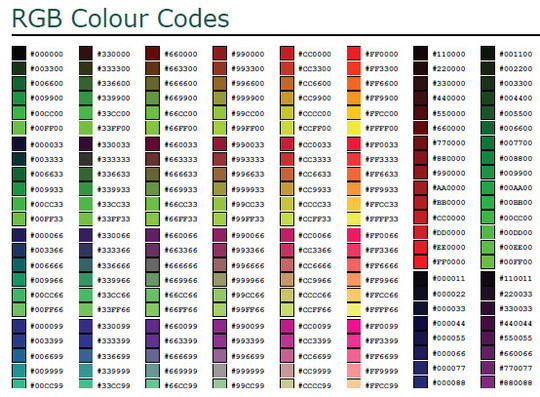 RGB Colour Codes
#000000 #330000 #660000 #990000 #CC0000 #FF0000 #110000 #001100
#003300 #333300 #663300 #993300 #CC3300 #FF3300 #220000 #002200
#006600 #336600 #666600 #996600 #CC6600 #FF6600 #330000 #003300
#009900 #339900 #669900 #999900 #CC9900 #FF9900 #440000 #004400
#00CC00 #33CC00 #66CC00 #99CC00 #CCCC00 #FFCC00 #550000 #005500
#00FF00 #33FF00 #66FF00 #99FF00 #CCFF00 #FFFF00 #660000 #006600
#000033 #330033 #660033 #990033 #CC0033 #FF0033 #770000 #007700
#003333 #333333 #663333 #993333 #CC3333 #FF3333 #880000 #008800
#006633 #336633 #666633 #996633 #CC6633 #FF6633 #990000 #009900
#009933 #339933 #669933 #999933 #CC9933 #FF9933 #AA0000 #00AA00
#00CC33 #33CC33 #66CC33 #99CC33 #FFCC33 #FFCC33 #BB0000 #00BB00
#00FF33 #33FF33 #66FF33 #99FF33 #CCFF33 #FFFF33 #CC0000 #00CC00
#000066 #330066 #660066 #990066 #CC0066 #FF0066 #DD0000 #00DD00
#003366 #333366 #663366 #993366 #CC3366 #FF3366 #EE0000 #00EE00
#006666 #336666 #666666 #996666 #CC6666 #FF6666 #FF0000 #00FF00
#009966 #339966 #669966 #999966 #CC9966 #FF9966 #000011 #110011
#00CC66 #33CC66 #66CC66 #99CC66 #CCCC66 #FFCC66 #000022 #220033
#00FF66 #33FF66 #66FF66 #99FF66 #CCFF66 #FFFF66 #000033 #330033
#000099 #330099 #660099 #990099 #CC0099 #FF0099 #000044 #440044
#003399 #333399 #663399 #993399 #CC3399 #FF3399 #000055 #550055
#006699 #336699 #666699 #996699 #CC6699 #FF6699 #000066 #660066
#009999 #339999 #669999 #999999 #CC9999 #FF9999 #000077 #770077
#00CC99 #33CC99 #66CC99 #99CC99 #CCCC99 #FFCC99 #000088 #880088